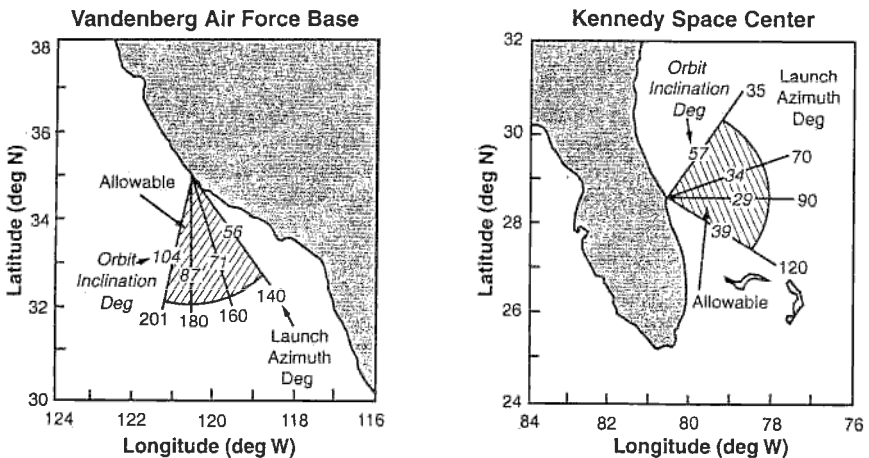 Vandenberg Air Force Base
38
36
34
32
30
124
122
120
118
116
Latitude (deg N)
Longitude (deg W)
Allowable
Orbit
Inclination
Deg
104
87
71
56
201
180
160
140
Launch
Azimuth
Deg
Kennedy Space Center
32
30
28
26
24
84
82
80
78
76
Latitude (deg N)
Longitude (deg W)
Orbit
Inclination
Deg
Launch
Azimuth
Deg
35
70
90
120
57
34
29
39
Allowable